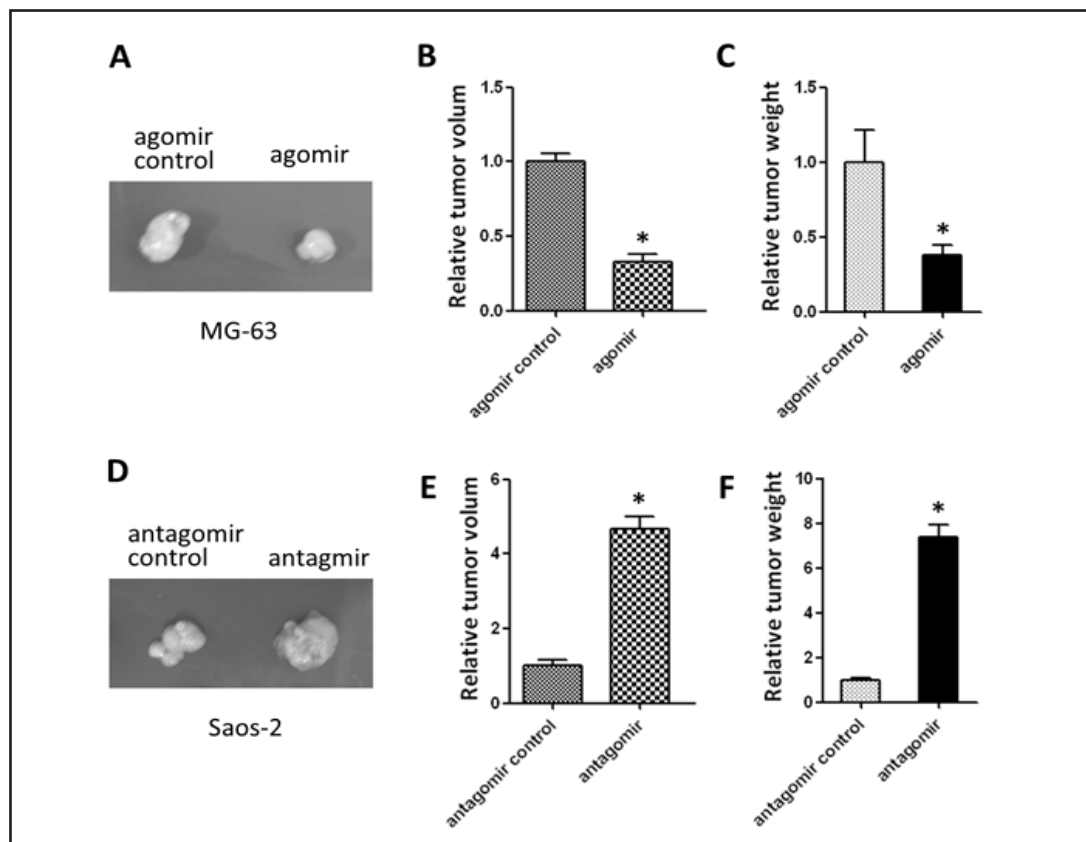 A
agomir
control
agomir
MG-63
B
Relative tumor volum
1.5
1.0
0.5
0.0
*
agomir control
agomir
C
Relative tumor weight
1.5
1.0
0.5
0.0
*
agomir control
agomir
D
antagomir
control
antagmir
Saos-2
E
Relative tumor volum
6
4
2
0
*
antagomir control
antagomir
F
Relative tumor weight
10
8
6
4
2
0
*
antagomir control
antagomir